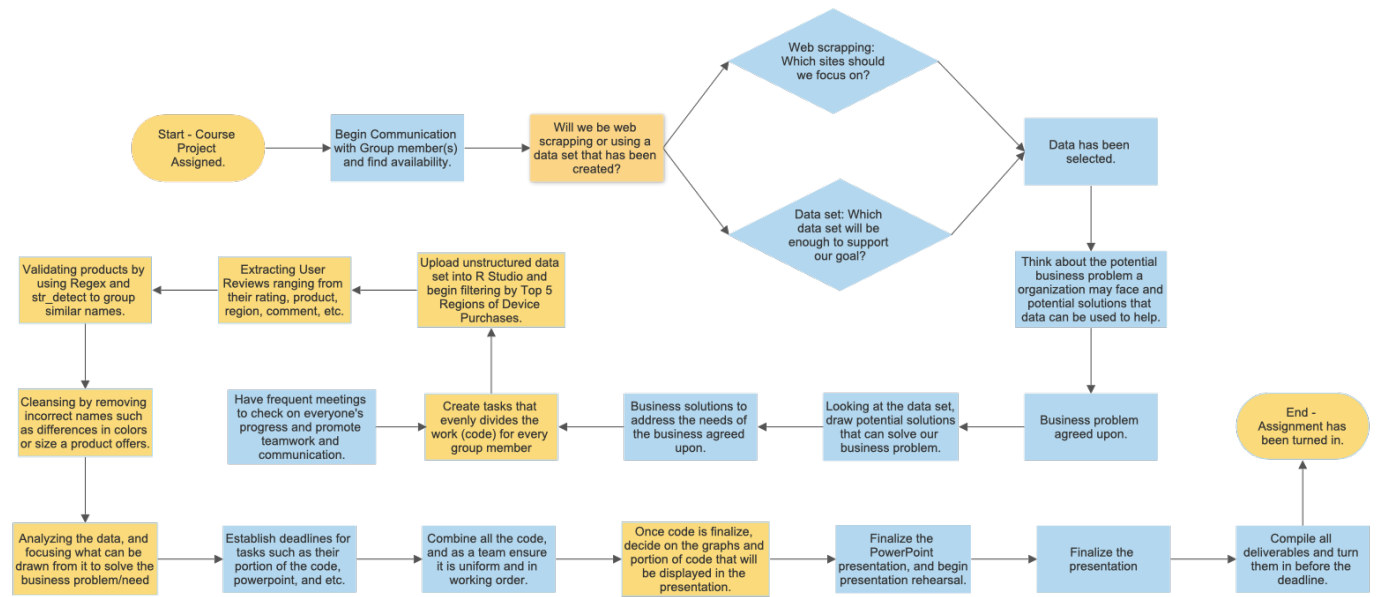 Start - Course
Project
Assigned.
Begin Communication
with Group member(s)
and find availability.
Will we be web
scrapping or using a
data set that has been
created?
Web scrapping:
Which sites should
we focus on?
Data set: Which
data set will be
enough to support
our goal?
Data has been
selected.
Think about the potential
business problem a
organization may face and
potential solutions that
data can be used to help.
Business problem
agreed upon.
Looking at the data set,
draw potential solutions
that can solve our
business problem.
Business solutions to
address the needs of
the business agreed
upon.
Have frequent meetings
to check on everyone's
progress and promote
teamwork and
communication.
Create tasks that
evenly divides the
work (code) for every
group member
Upload unstructured data
set into R Studio and
begin filtering by Top 5
Regions of Device
Purchases.
Extracting User
Reviews ranging from
their rating, product,
region, comment, etc.
Validating products by
using Regex and
str_detect to group
similar names.
Cleansing by removing
incorrect names such
as differences in colors
or size a product offers.
Analyzing the data, and
focusing what can be
drawn from it to solve the
business problem/need
Establish deadlines for
tasks such as their
portion of the code,
powerpoint, and etc.
Combine all the code,
and as a team ensure
it is uniform and in
working order.
Once code is finalize,
decide on the graphs and
portion of code that will
be displayed in the
presentation.
Finalize the
PowerPoint
presentation, and begin
presentation rehearsal.
Finalize the
presentation
Compile all
deliverables and turn
them in before the
deadline.
End -
Assignment has
been turned in.